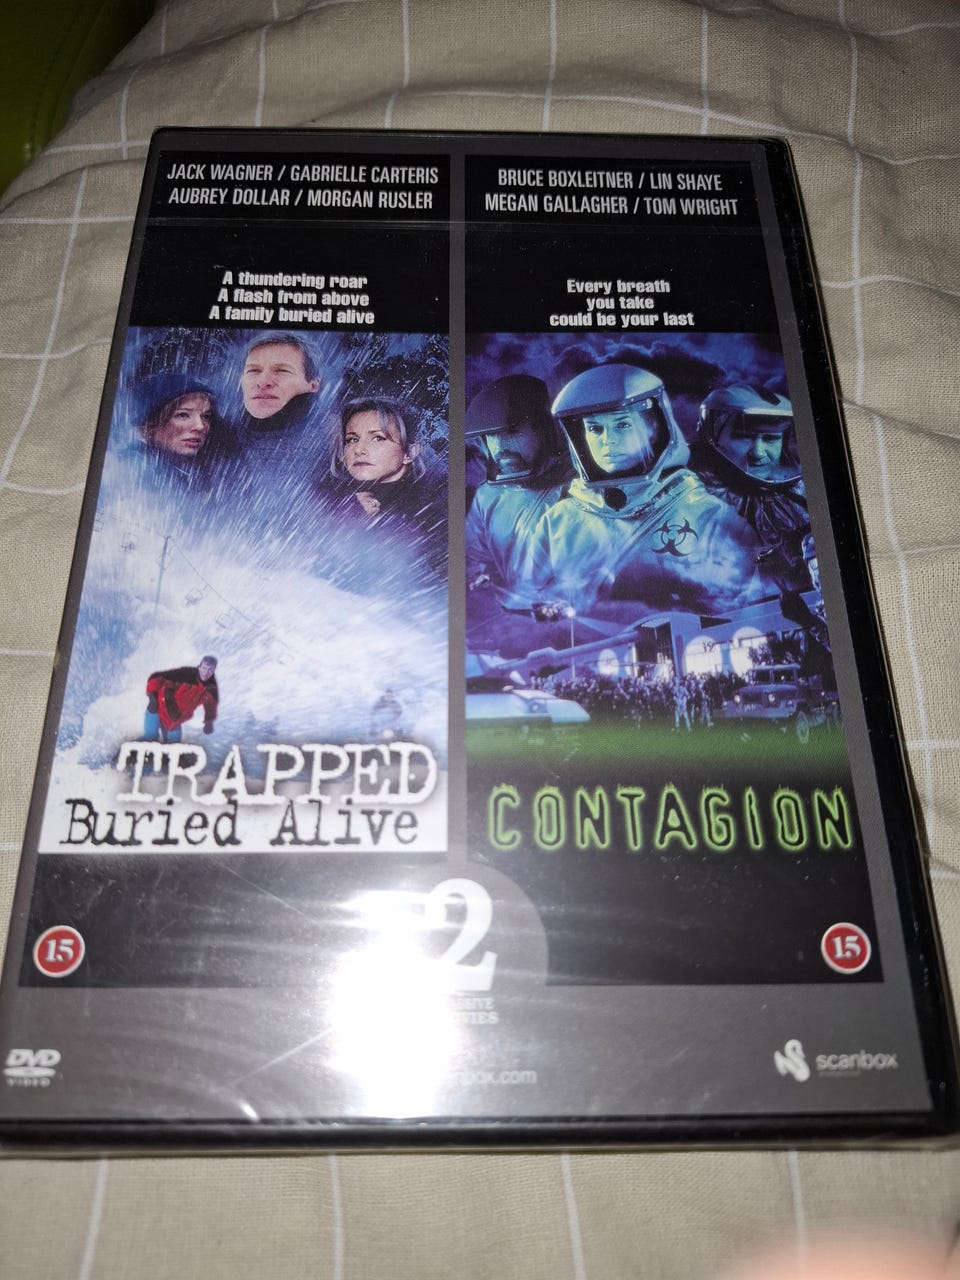 JACK WAGNER / GABRIELLE CARTERIS
AUBREY DOLLAR / MORGAN RUSLER
A thundering roar
A flash from above
A family buried alive
TRAPPED
Buried Alive
15
BRUCE BOXLEITNER / LIN SHAYE
MEGAN GALLAGHER / TOM WRIGHT
Every breath
you take
could be your last
CONTAGION
15
2
DVD
VIDEO
scanbox